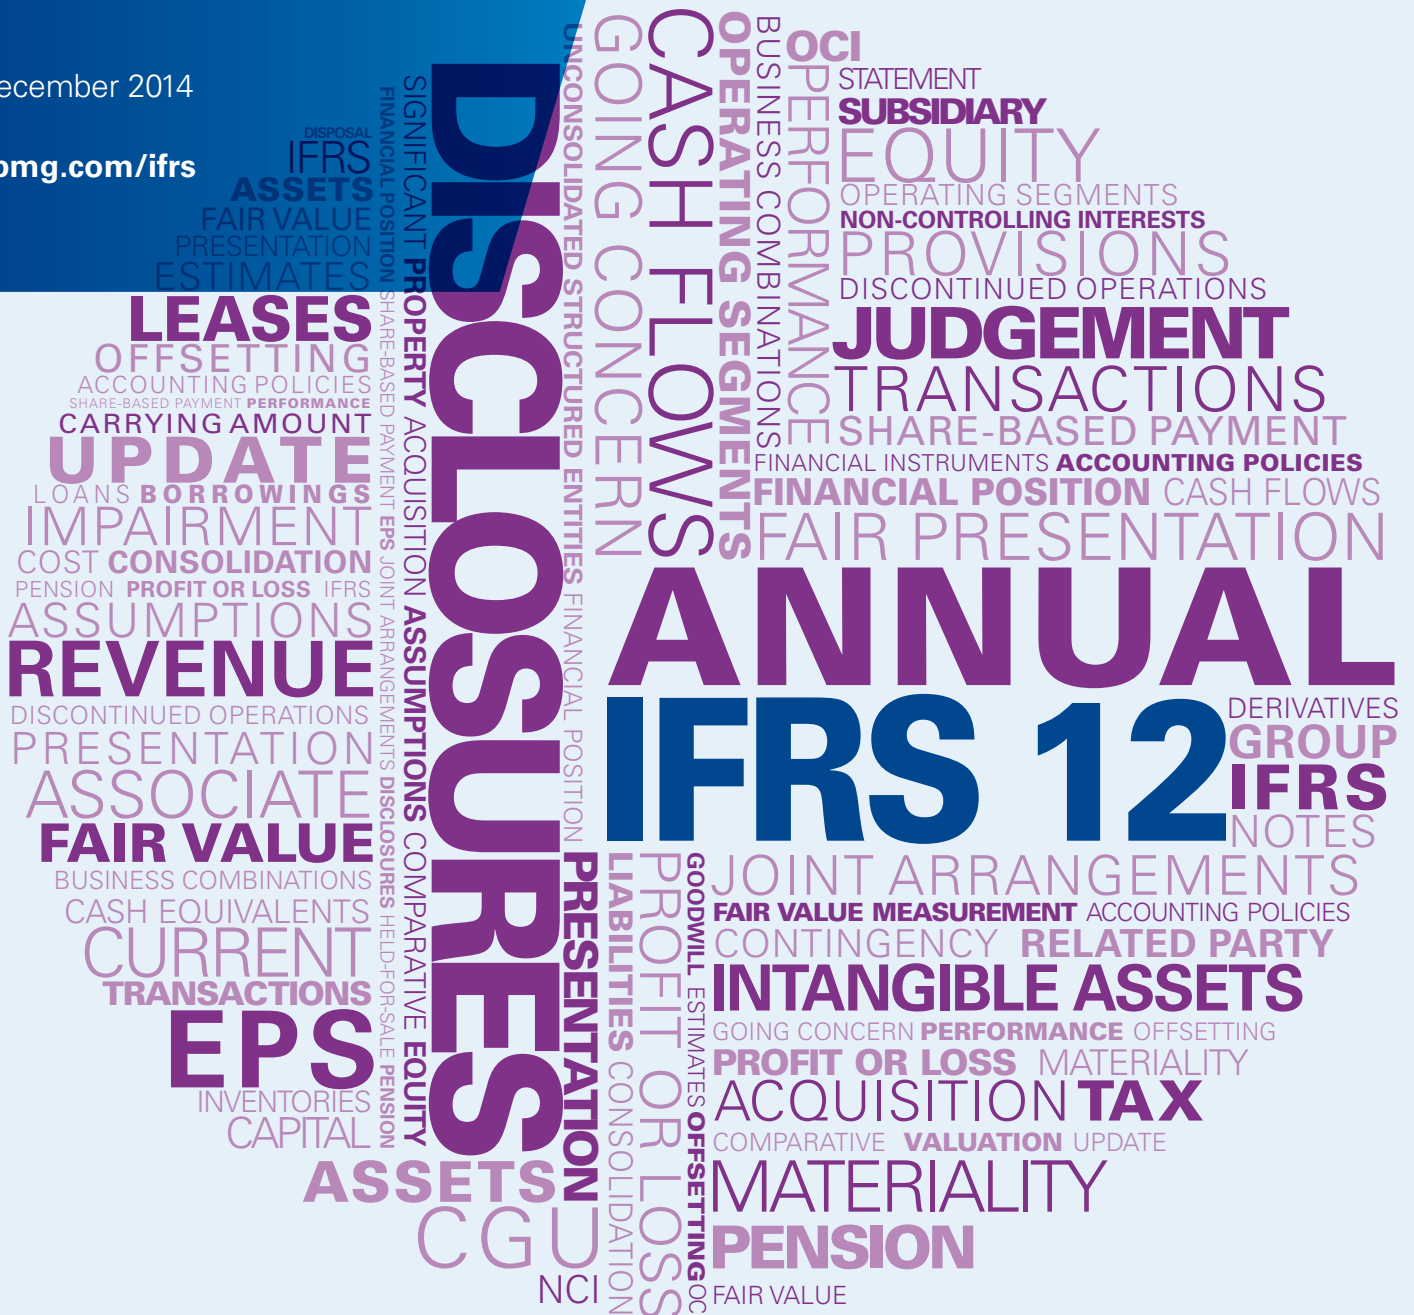 ecember 2014
pmg.com/ifrs
DISPOSAL
IFRS
ASSETS
FAIR VALUE
PRESENTATION
ESTIMATES
LEASES
OFFSETTING
ACCOUNTING POLICIES
SHARE-BASED PAYMENT PERFORMANCE
CARRYING AMOUNT
UPDATE
LOANS BORROWINGS
IMPAIRMENT
COST CONSOLIDATION
PENSION PROFIT OR LOSS IFRS
ASSUMPTIONS
REVENUE
DISCONTINUED OPERATIONS
PRESENTATION
ASSOCIATE
FAIR VALUE
BUSINESS COMBINATIONS
CASH EQUIVALENTS
CURRENT
TRANSACTIONS
EPS
INVENTORIES
CAPITAL
FINANCIAL POSITION SHARE-BASED PAYMENT EPS JOINT ARRANGEMENTS DISCLOSURES HELD-FOR-SALE PENSION
SIGNIFICANT PROPERTY ACQUISITION ASSUMPTIONS COMPARATIVE EQUITY
DISCLOSURES
UNCONSOLIDATED STRUCTURED ENTITIES FINANCIAL POSITION
PRESENTATION
ASSETS
CGU
NCI
GOING CONCERN
CASH FLOWS
OPERATING SEGMENTS
BUSINESS COMBINATIONS
PERFORMANCE
OCI
STATEMENT
SUBSIDIARY
EQUITY
OPERATING SEGMENTS
NON-CONTROLLING INTERESTS
PROVISIONS
DISCONTINUED OPERATIONS
JUDGEMENT
TRANSACTIONS
SHARE-BASED PAYMENT
FINANCIAL INSTRUMENTS ACCOUNTING POLICIES
FINANCIAL POSITION CASH FLOWS
FAIR PRESENTATION
ANNUAL
IFRS 12
DERIVATIVES
GROUP
IFRS
NOTES
LIABILITIES CONSOLIDATION
PROFIT OR LOSS
GOODWILL ESTIMATES OFFSETTING OC
JOINT ARRANGEMENTS
FAIR VALUE MEASUREMENT ACCOUNTING POLICIES
CONTINGENCY RELATED PARTY
INTANGIBLE ASSETS
GOING CONCERN PERFORMANCE OFFSETTING
PROFIT OR LOSS MATERIALITY
ACQUISITION TAX
COMPARATIVE VALUATION UPDATE
MATERIALITY
PENSION
FAIR VALUE